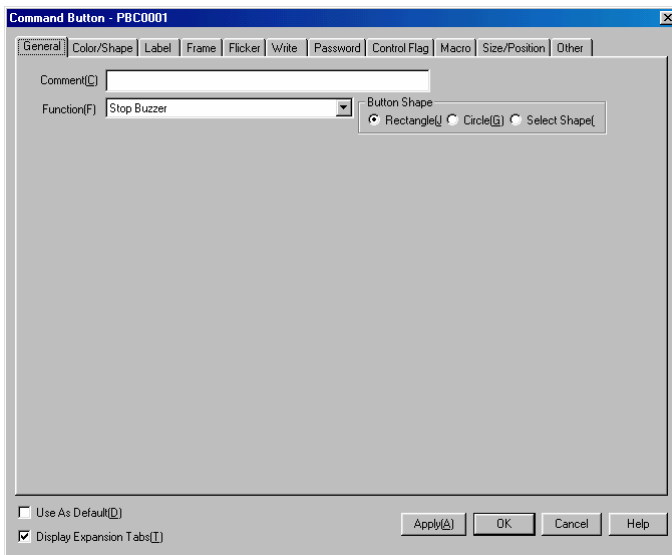 Command Button - PBC0001
General Color/Shape Label Frame Flicker Write Password Control Flag Macro Size/Position Other
Comment(C)
Function(F) Stop Buzzer
Button Shape
Rectangle(J Circle(G) Select Shape(
Use As Default(D)
Display Expansion Tabs(T)
Apply(A) OK Cancel Help